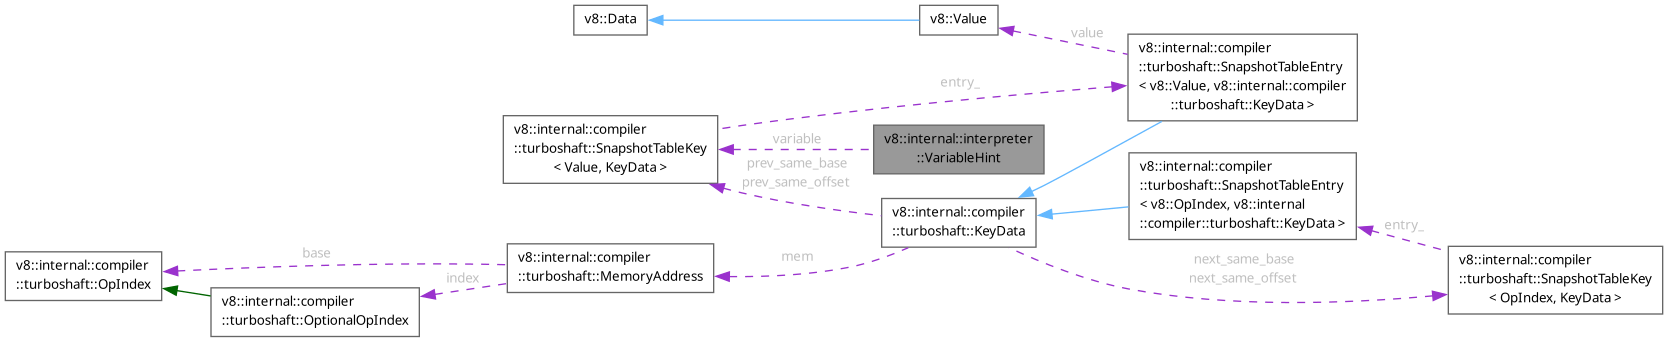 v8::Data
v8::Value
value
v8::internal::compiler
::turboshaft::SnapshotTableEntry
< v8::Value, v8::internal::compiler
::turboshaft::KeyData >
entry_
v8::internal::compiler
::turboshaft::SnapshotTableKey
< Value, KeyData >
variable
v8::internal::interpreter
::VariableHint
prev_same_base
prev_same_offset
v8::internal::compiler
::turboshaft::SnapshotTableEntry
< v8::OpIndex, v8::internal
::compiler::turboshaft::KeyData >
v8::internal::compiler
::turboshaft::KeyData
entry_
v8::internal::compiler
::turboshaft::OpIndex
base
v8::internal::compiler
::turboshaft::MemoryAddress
mem
next_same_base
next_same_offset
v8::internal::compiler
::turboshaft::SnapshotTableKey
< OpIndex, KeyData >
index
v8::internal::compiler
::turboshaft::OptionalOpIndex